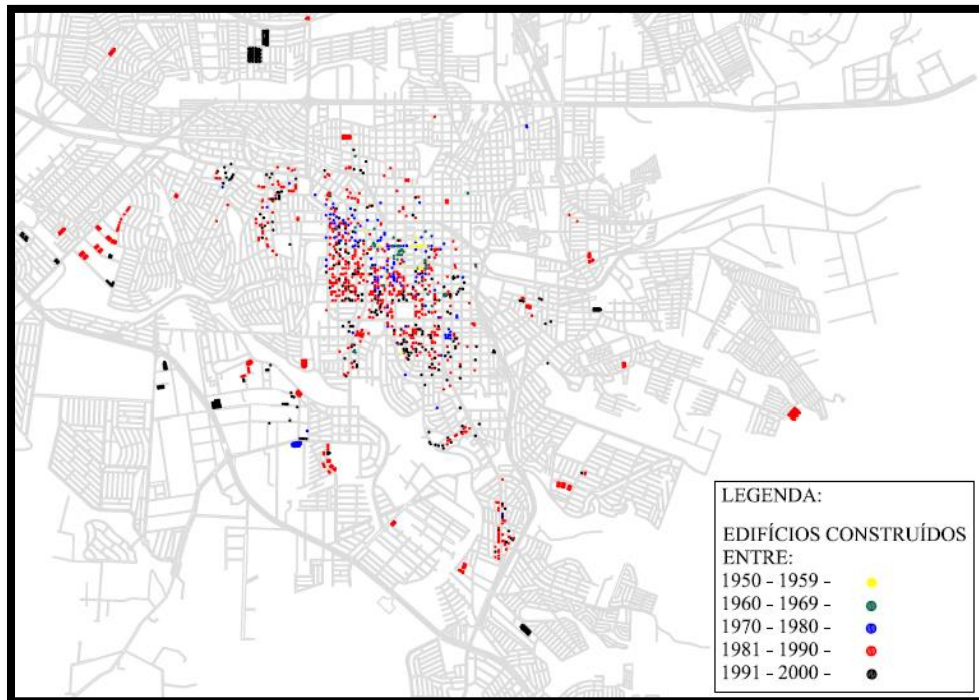 LEGENDA:
EDIFÍCIOS CONSTRUÍDOS
ENTRE:
1950 - 1959 -
1960 - 1969 -
1970 - 1980 -
1981 - 1990 -
1991 - 2000 -